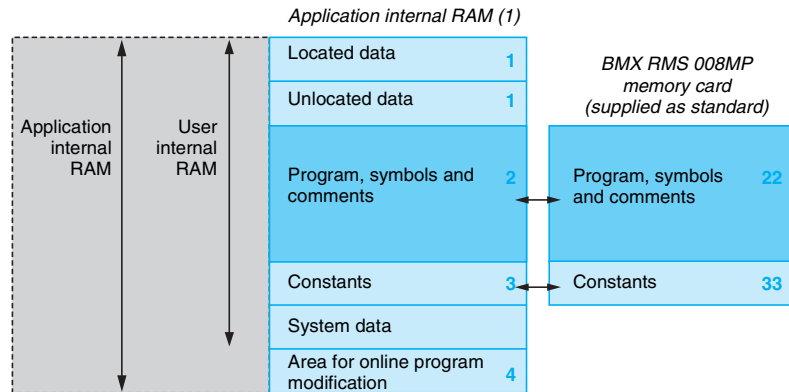 Application internal RAM (1)
Located data 1
BMX RMS 008MP
memory card
(supplied as standard)
Unlocated data 1
Application
internal
RAM
User
internal
RAM
Program, symbols and
comments
2
Program, symbols
and comments
22
Constants 3
Constants 33
System data
Area for online program
modification
4